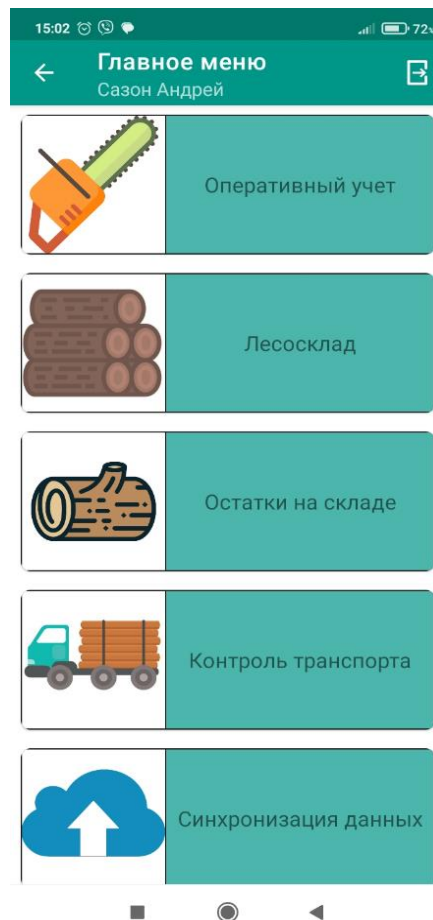 15:02 72%
Главное меню
Сазон Андрей
Оперативный учет
Лесосклад
Остатки на складе
Контроль транспорта
Синхронизация данных